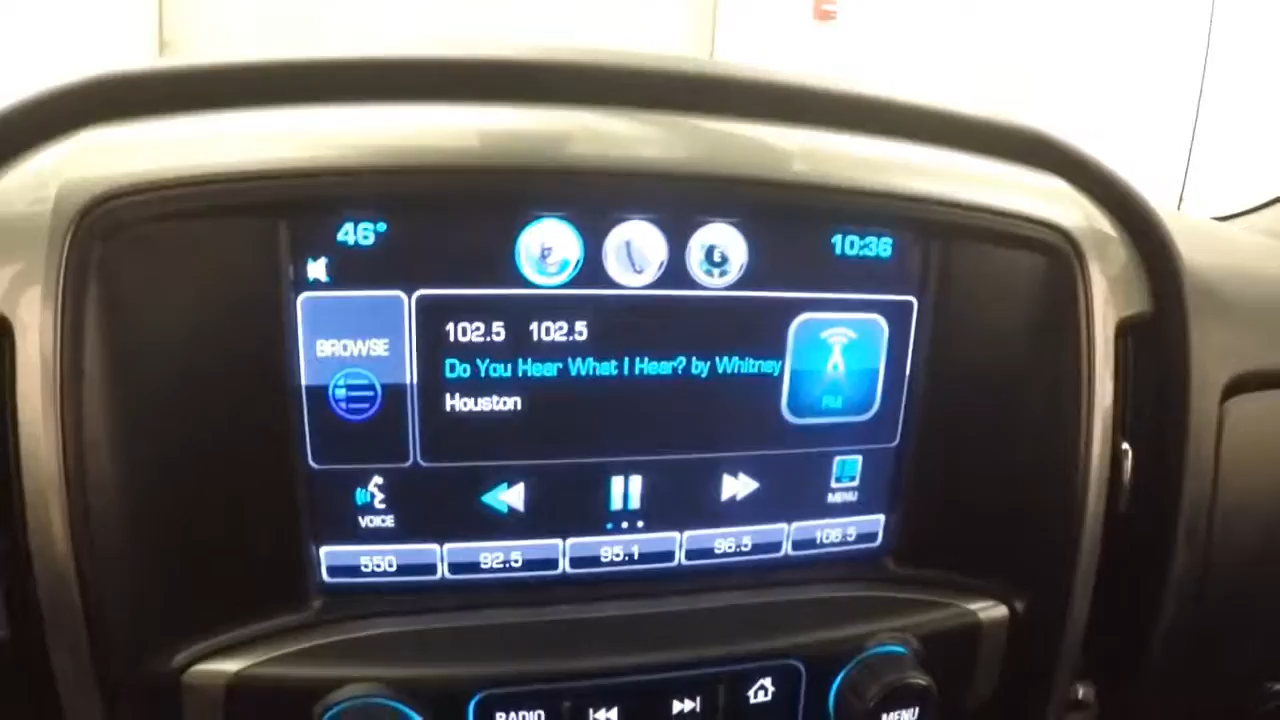 46°
10:36
BROWSE
102.5 102.5
Do You Hear What I Hear? by Whitney
Houston
FM
VOICE
MENU
550 92.5 95.1 96.5 106.5
RADIO
MENU
E